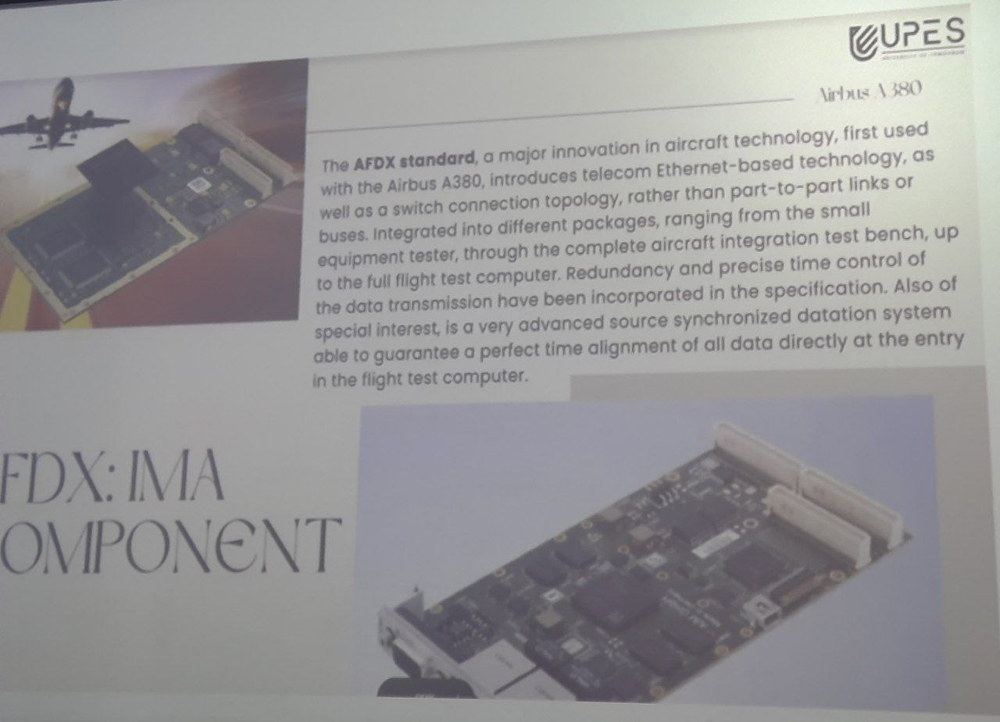 UPES
Airbus A380
The AFDX standard, a major innovation in aircraft technology, first used
with the Airbus A380, introduces telecom Ethernet-based technology, as
well as a switch connection topology, rather than part-to-part links or
buses. Integrated into different packages, ranging from the small
equipment tester, through the complete aircraft integration test bench, up
to the full flight test computer. Redundancy and precise time control of
the data transmission have been incorporated in the specification. Also of
special interest, is a very advanced source synchronized datation system
able to guarantee a perfect time alignment of all data directly at the entry
in the flight test computer.
FDX: IMA
OMPONENT